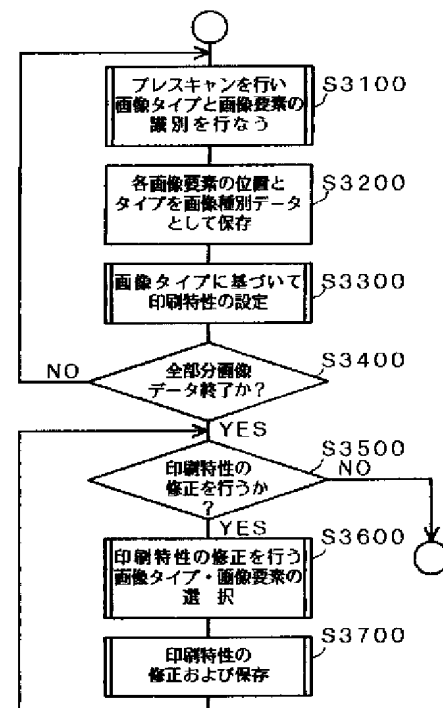 プレスキャンを行い
画像タイプと画像要素の
識別を行なう
S3100
各画像要素の位置と
タイプを画像種別データ
として保存
S3200
画像タイプに基づいて
印刷特性の設定
S3300
全部分画像
データ終了か？
S3400
NO
YES
印刷特性の
修正を行うか
？
S3500
NO
YES
印刷特性の修正を行う
画像タイプ・画像要素の
選 択
S3600
印刷特性の
修正および保存
S3700